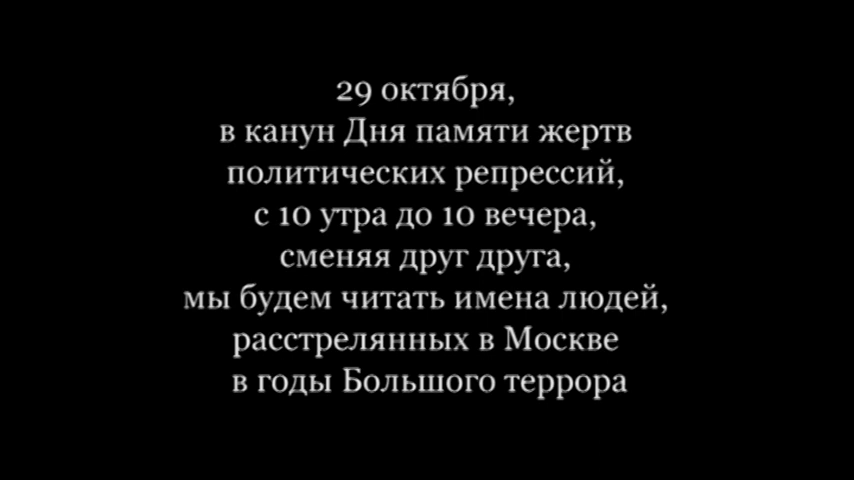 29 октября,
в канун Дня памяти жертв
политических репрессий,
с 10 утра до 10 вечера,
сменяя друг друга,
мы будем читать имена людей,
расстрелянных в Москве
в годы Большого террора